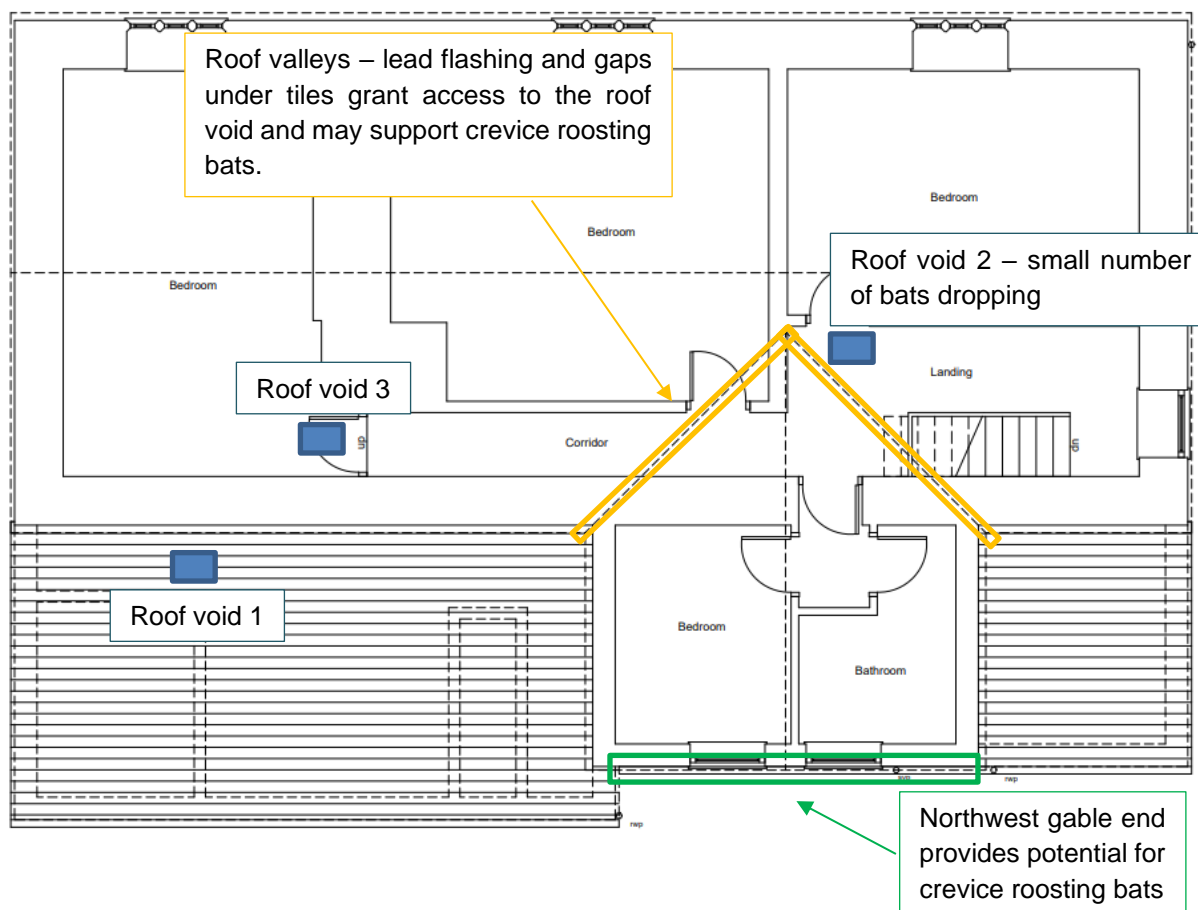 Roof valleys – lead flashing and gaps
under tiles grant access to the roof
void and may support crevice roosting
bats.
Bedroom
Bedroom
Bedroom
Roof void 2 – small number
of bats dropping
Roof void 3
Landing
up
Corridor
dn
up
Roof void 1
Bedroom
Bathroom
svp
rwp
rwp
Northwest gable end
provides potential for
crevice roosting bats